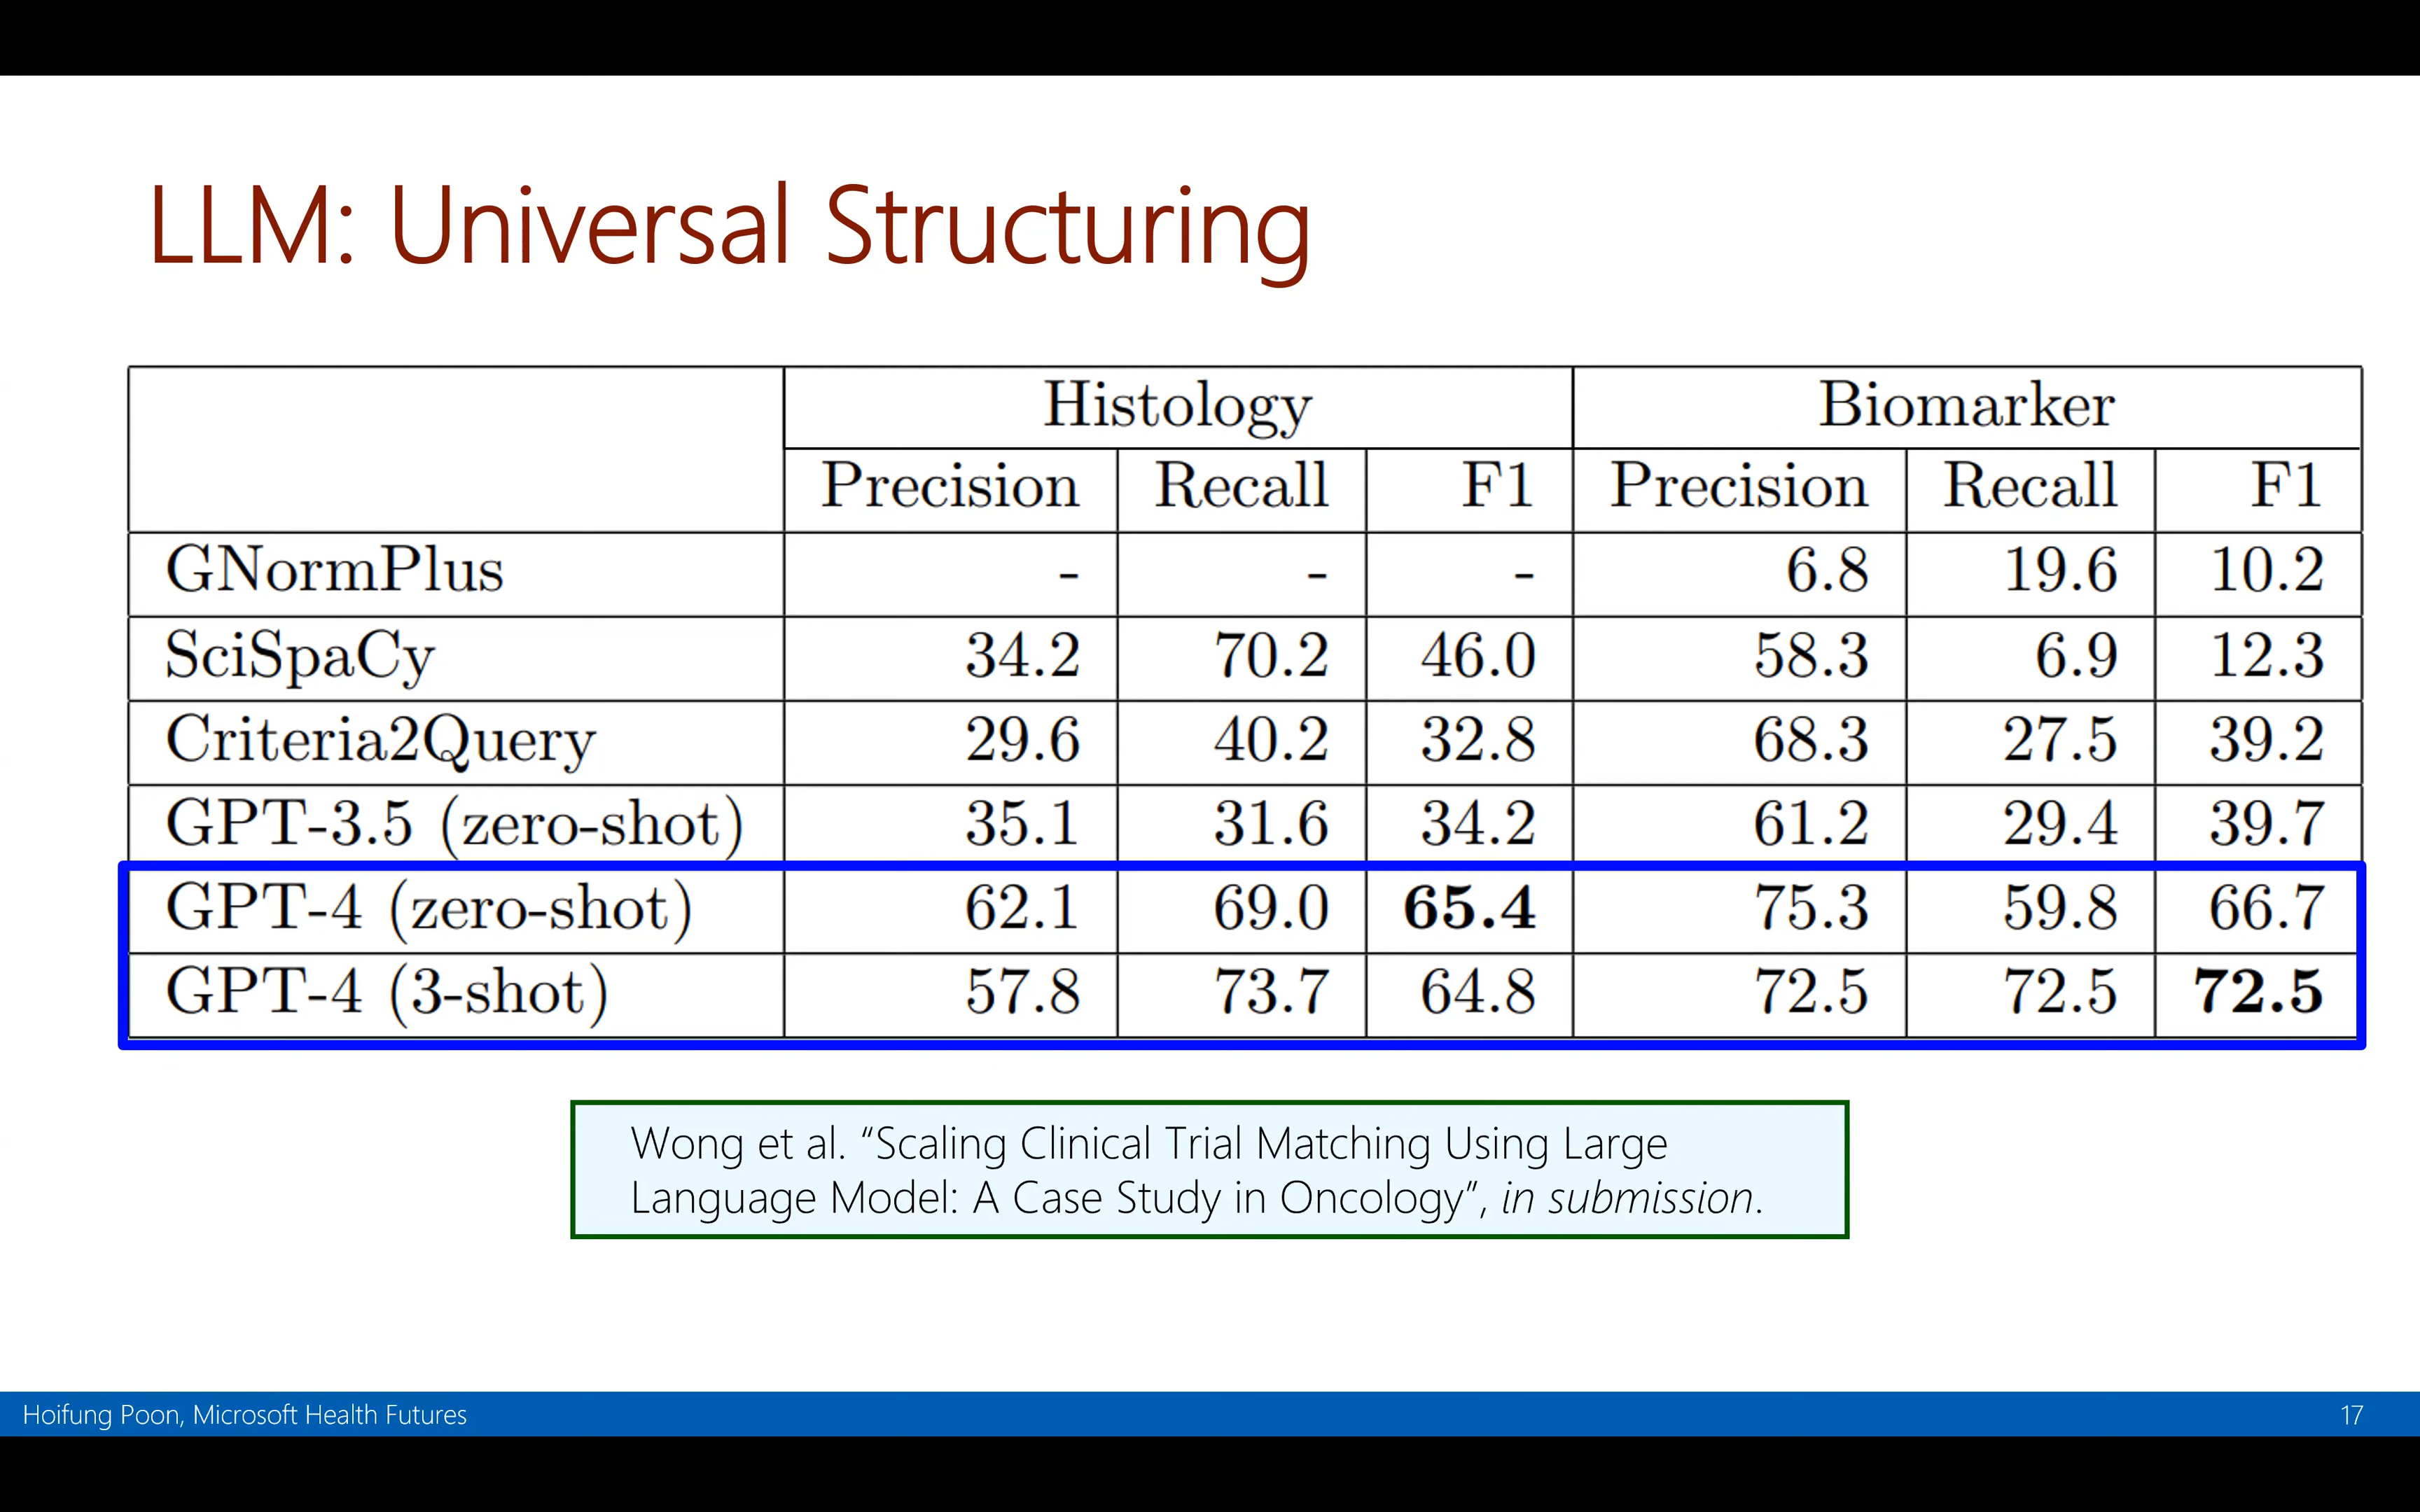 LLM: Universal Structuring
Histology Biomarker
Precision Recall F1 Precision Recall F1
GNormPlus - - - 6.8 19.6 10.2
SciSpaCy 34.2 70.2 46.0 58.3 6.9 12.3
Criteria2Query 29.6 40.2 32.8 68.3 27.5 39.2
GPT-3.5 (zero-shot) 35.1 31.6 34.2 61.2 29.4 39.7
GPT-4 (zero-shot) 62.1 69.0 65.4 75.3 59.8 66.7
GPT-4 (3-shot) 57.8 73.7 64.8 72.5 72.5 72.5
Wong et al. “Scaling Clinical Trial Matching Using Large
Language Model: A Case Study in Oncology”, in submission.
Hoifung Poon, Microsoft Health Futures 17